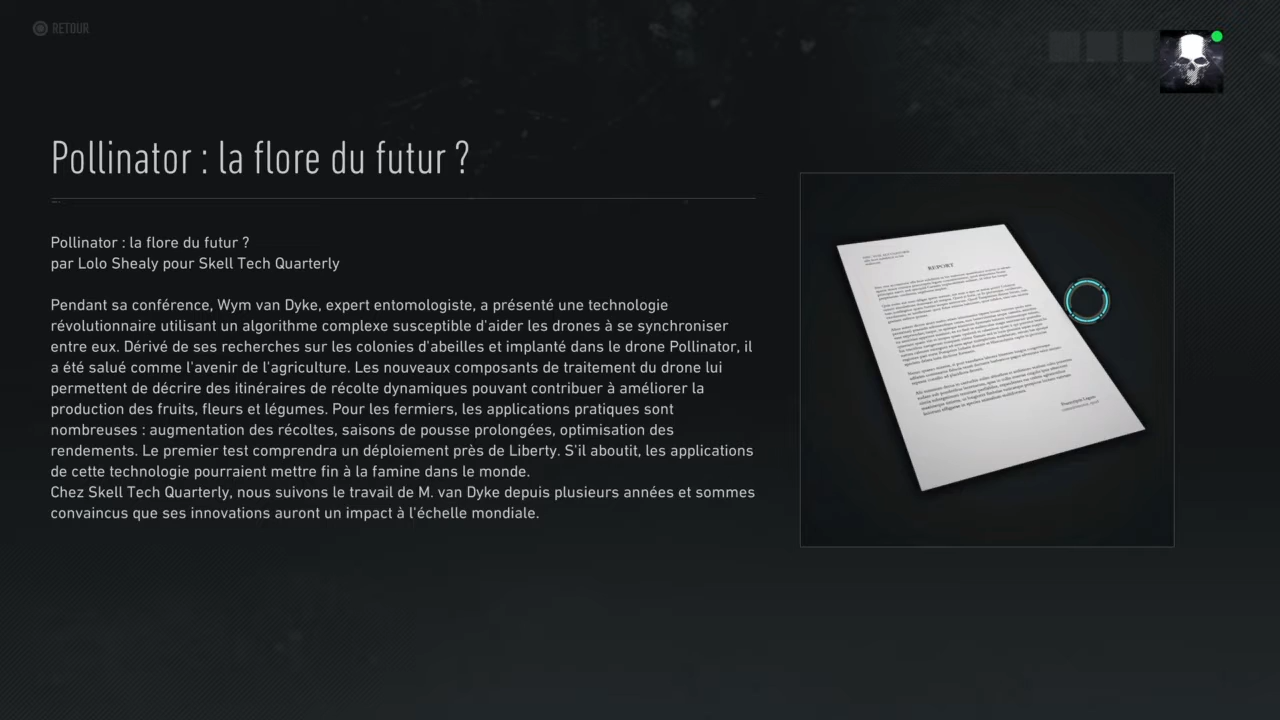 RETOUR
Pollinator : la flore du futur ?
Pollinator : la flore du futur ?
par Lolo Shealy pour Skell Tech Quarterly
Pendant sa conférence, Wym van Dyke, expert entomologiste, a présenté une technologie
révolutionnaire utilisant un algorithme complexe susceptible d'aider les drones à se synchroniser
entre eux. Dérivé de ses travaux sur les colonies d'abeilles et implanté dans le drone Pollinator, il
a été salué comme l'avenir de l'agriculture. Les nouveaux composants de traitement du drone lui
permettent de décrire des itinéraires de récolte dynamiques pouvant contribuer à améliorer la
production des fruits, fleurs et légumes. Pour les fermiers, les applications pratiques sont
nombreuses : augmentation des récoltes, saisons de pousse prolongées, optimisation des
rendements. Le premier test comprendra un déploiement près de Liberty. S'il aboutit, les applications
de cette technologie pourraient mettre fin à la famine dans le monde.
Chez Skell Tech Quarterly, nous suivons le travail de M. van Dyke depuis plusieurs années et sommes
convaincus que ses innovations auront un impact à l'échelle mondiale.
REPORT